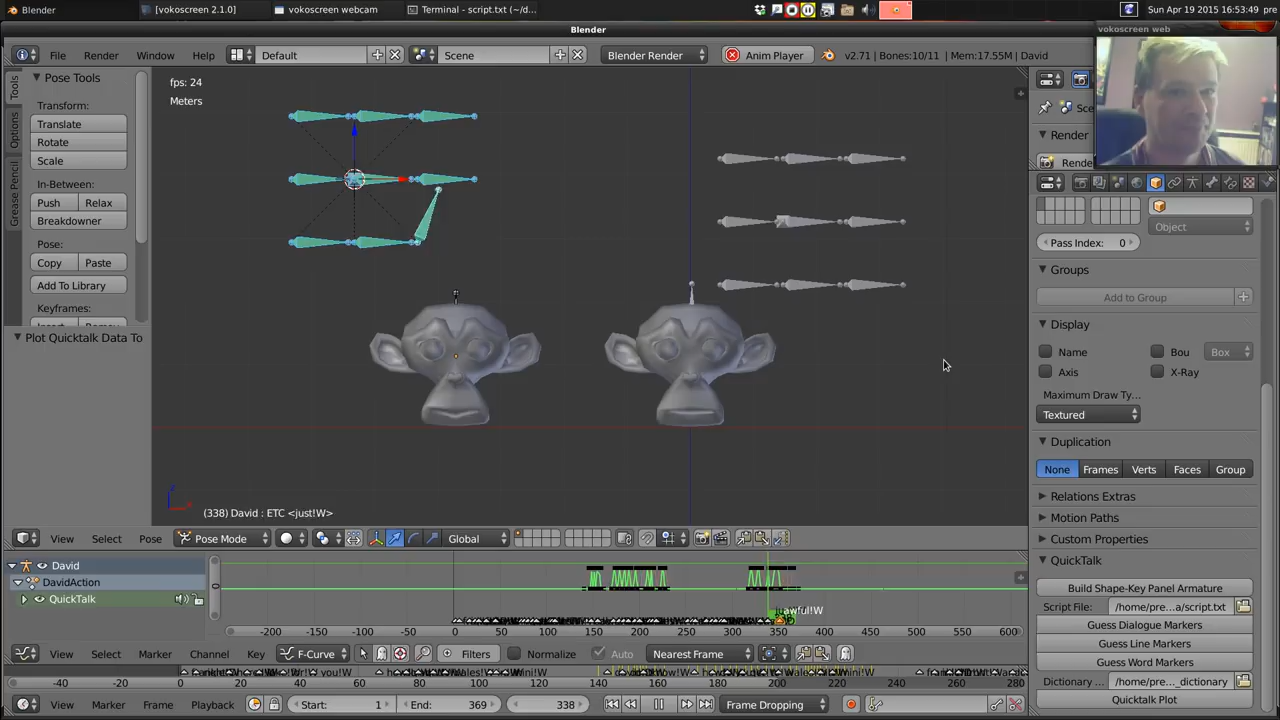 Blender
[vokoscreen 2.1.0]
vokoscreen webcam
Terminal - script.txt (~/d...
Sun Apr 19 2015 16:53:49 pre
Blender
vokoscreen web
File Render Window Help
Default
Scene
Blender Render
Anim Player
v2.71 | Bones:10/11 | Mem:17.55M | David
Tools
Options
Grease Pencil
Pose Tools
Transform:
Translate
Rotate
Scale
In-Between:
Push Relax
Breakdowner
Pose:
Copy Paste
Add To Library
Keyframes:
Plot Quicktalk Data To
fps: 24
Meters
(338) David : ETC <just!W>
View Select Pose
Pose Mode
Global
Render
Render
Object
Pass Index: 0
Groups
Add to Group
Display
Name
Bou
Box
Axis
X-Ray
Maximum Draw Ty...
Textured
Duplication
None Frames Verts Faces Group
Relations Extras
Motion Paths
Custom Properties
QuickTalk
Build Shape-Key Panel Armature
Script File: /home/pre...a/script.txt
Guess Dialogue Markers
Guess Line Markers
Guess Word Markers
Dictionary ... /home/pre..._dictionary
Quicktalk Plot
David
DavidAction
QuickTalk
awful!W
-200 -150 -100 -50 0 50 100 150 200 250 300 350 400 450 500 550 600
View Select Marker Channel Key
F-Curve
Filters
Normalize
Auto
Nearest Frame
-40 -20 0 20 40 60 80 100 120 140 160 180 200 220 240 260 280
View Marker Frame Playback
Start: 1
End: 369
338
Frame Dropping